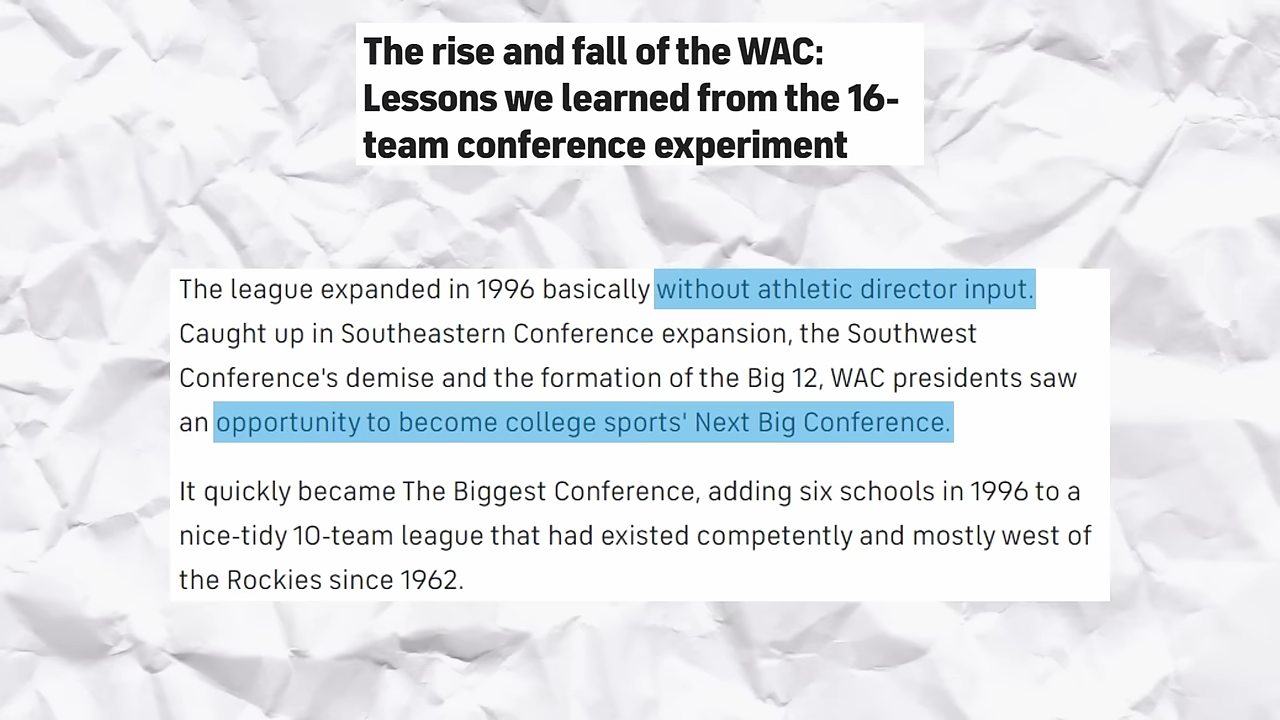 The rise and fall of the WAC:
Lessons we learned from the 16-
team conference experiment
The league expanded in 1996 basically without athletic director input.
Caught up in Southeastern Conference expansion, the Southwest
Conference's demise and the formation of the Big 12, WAC presidents saw
an opportunity to become college sports' Next Big Conference.
It quickly became The Biggest Conference, adding six schools in 1996 to a
nice-tidy 10-team league that had existed competently and mostly west of
the Rockies since 1962.